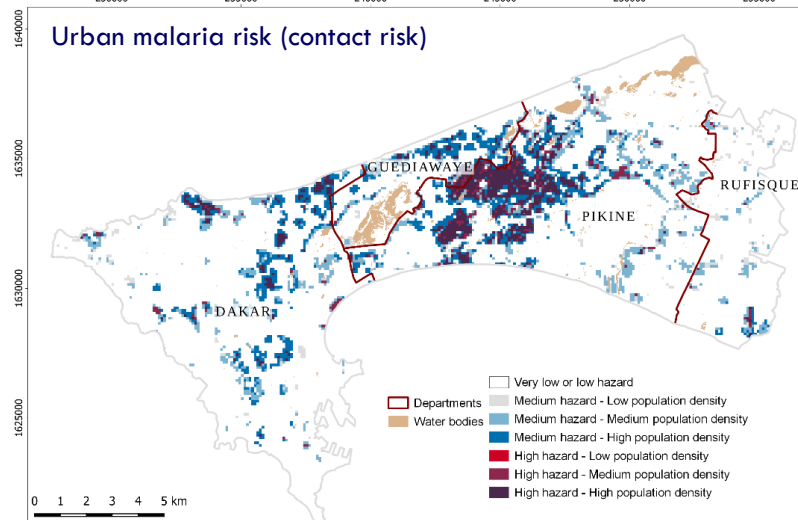 Urban malaria risk (contact risk)
1640000
1635000
1630000
1625000
GUEDIAWAYE
RUFISQUE
PIKINE
DAKAR
Departments
Water bodies
Very low or low hazard
Medium hazard - Low population density
Medium hazard - Medium population density
Medium hazard - High population density
High hazard - Low population density
High hazard - Medium population density
High hazard - High population density
0 1 2 3 4 5 km